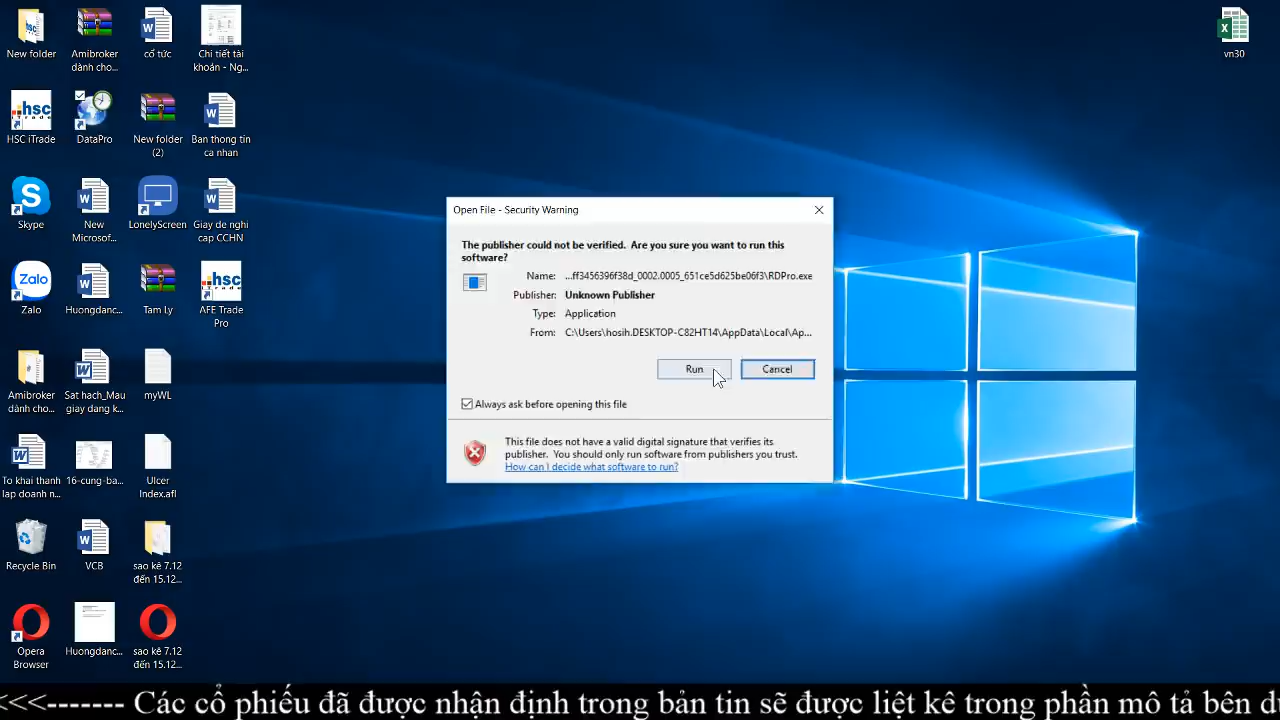 New folder
Amibroker
dành cho...
cổ tức
Chi tiết tài
khoản - Ng...
vn30
hsc
HSC iTrade
DataPro
New folder
(2)
Ban thong tin
ca nhan
Skype
New
Microsof...
LonelyScreen
Giay de nghi
cap CCHN
Zalo
Zalo
Huongdanc...
Tam Ly
hsc
AFE Trade
Pro
Amibroker
dành cho...
Sat hach_Mau
giay dang k...
myWL
To khai thanh
lap doanh n...
16-cung-ba...
Ulcer
Index.afl
Recycle Bin
VCB
sao kê 7.12
đến 15.12...
Opera
Browser
Huongdanc...
sao kê 7.12
đến 15.12...
Open File - Security Warning
The publisher could not be verified. Are you sure you want to run this
software?
Name: ...ff3456396f38d_0002.0005_651ce5d625be06f3\RDPro.exe
Publisher: Unknown Publisher
Type: Application
From: C:\Users\hosih.DESKTOP-C82HT14\AppData\Local\Ap...
Run
Cancel
Always ask before opening this file
This file does not have a valid digital signature that verifies its
publisher. You should only run software from publishers you trust.
How can I decide what software to run?
<<<------- Các cổ phiếu đã được nhận định trong bản tin sẽ được liệt kê trong phần mô tả bên dư